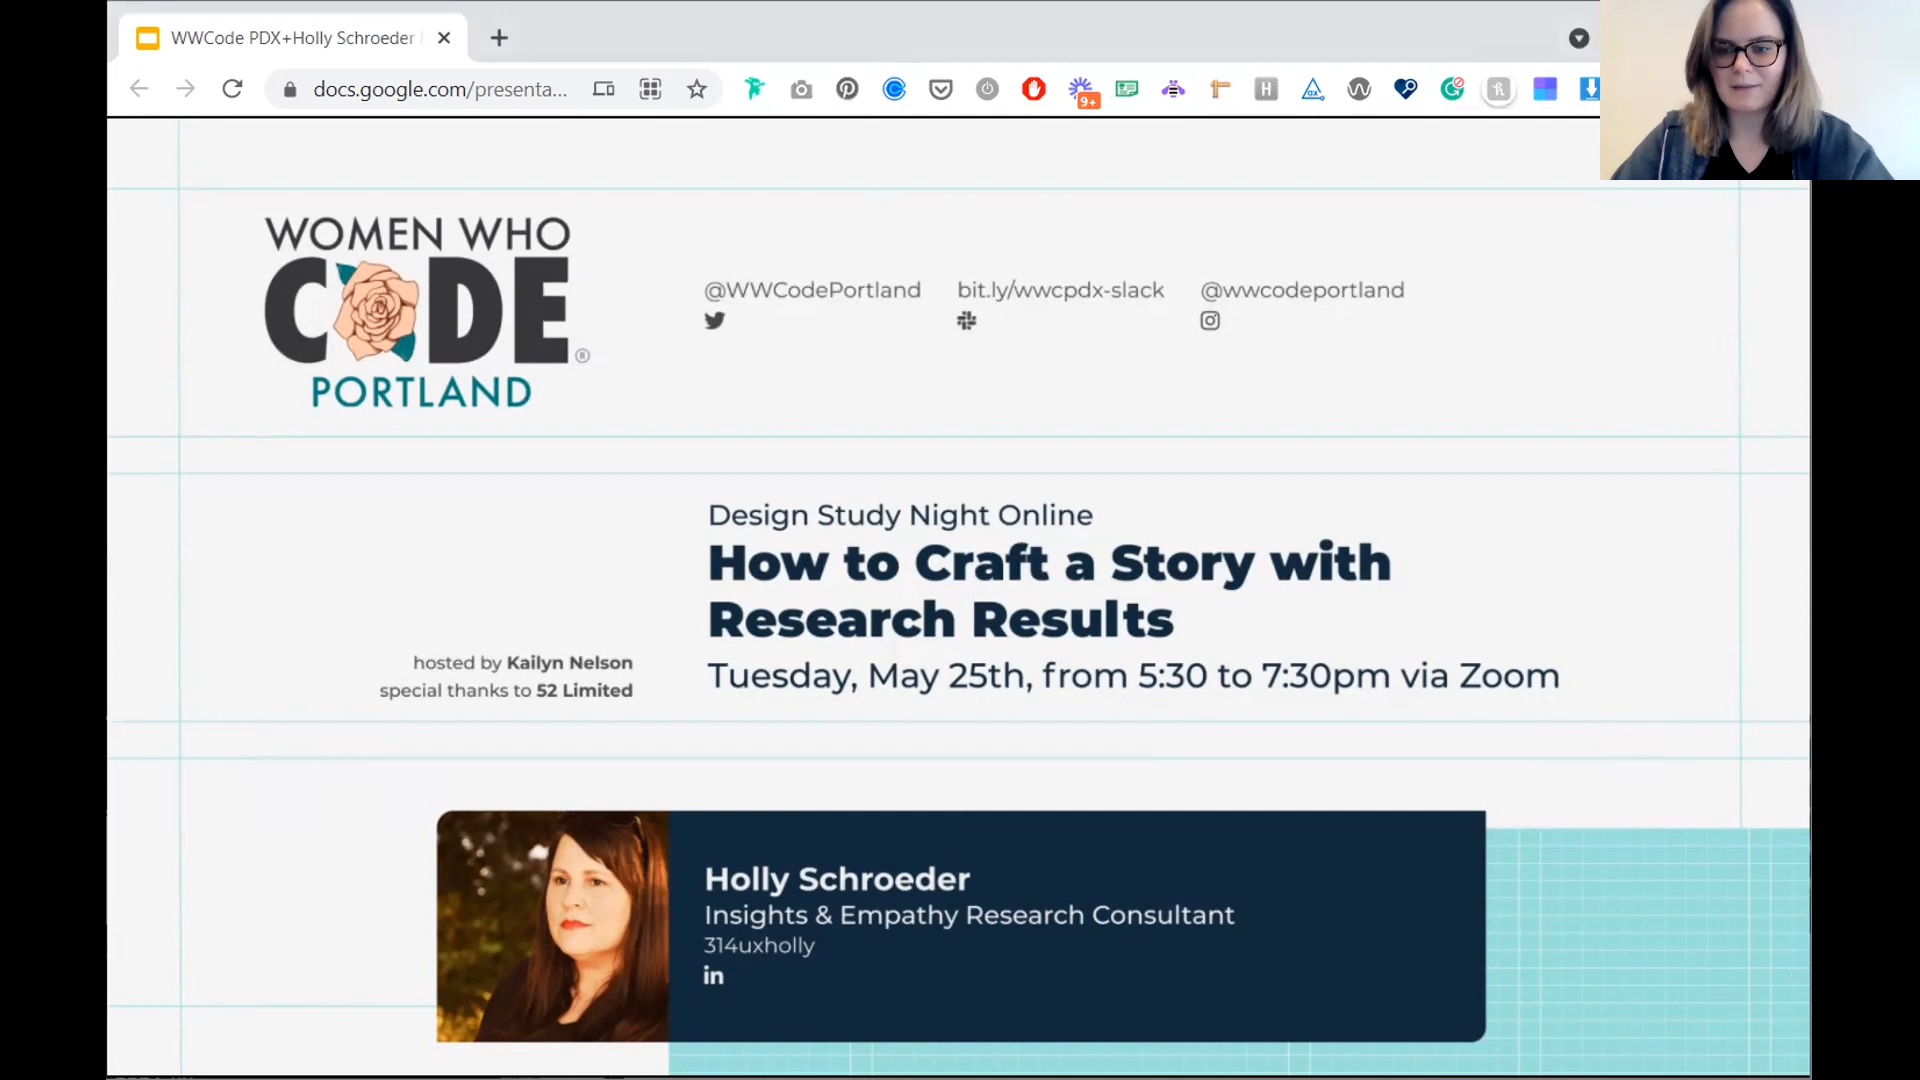 WWCode PDX+Holly Schroeder
docs.google.com/presenta...
9+
H
WOMEN WHO
CODE
®
PORTLAND
@WWCodePortland
bit.ly/wwcpdx-slack
@wwcodeportland
Design Study Night Online
How to Craft a Story with
Research Results
Tuesday, May 25th, from 5:30 to 7:30pm via Zoom
hosted by Kailyn Nelson
special thanks to 52 Limited
Holly Schroeder
Insights & Empathy Research Consultant
314uxholly
in